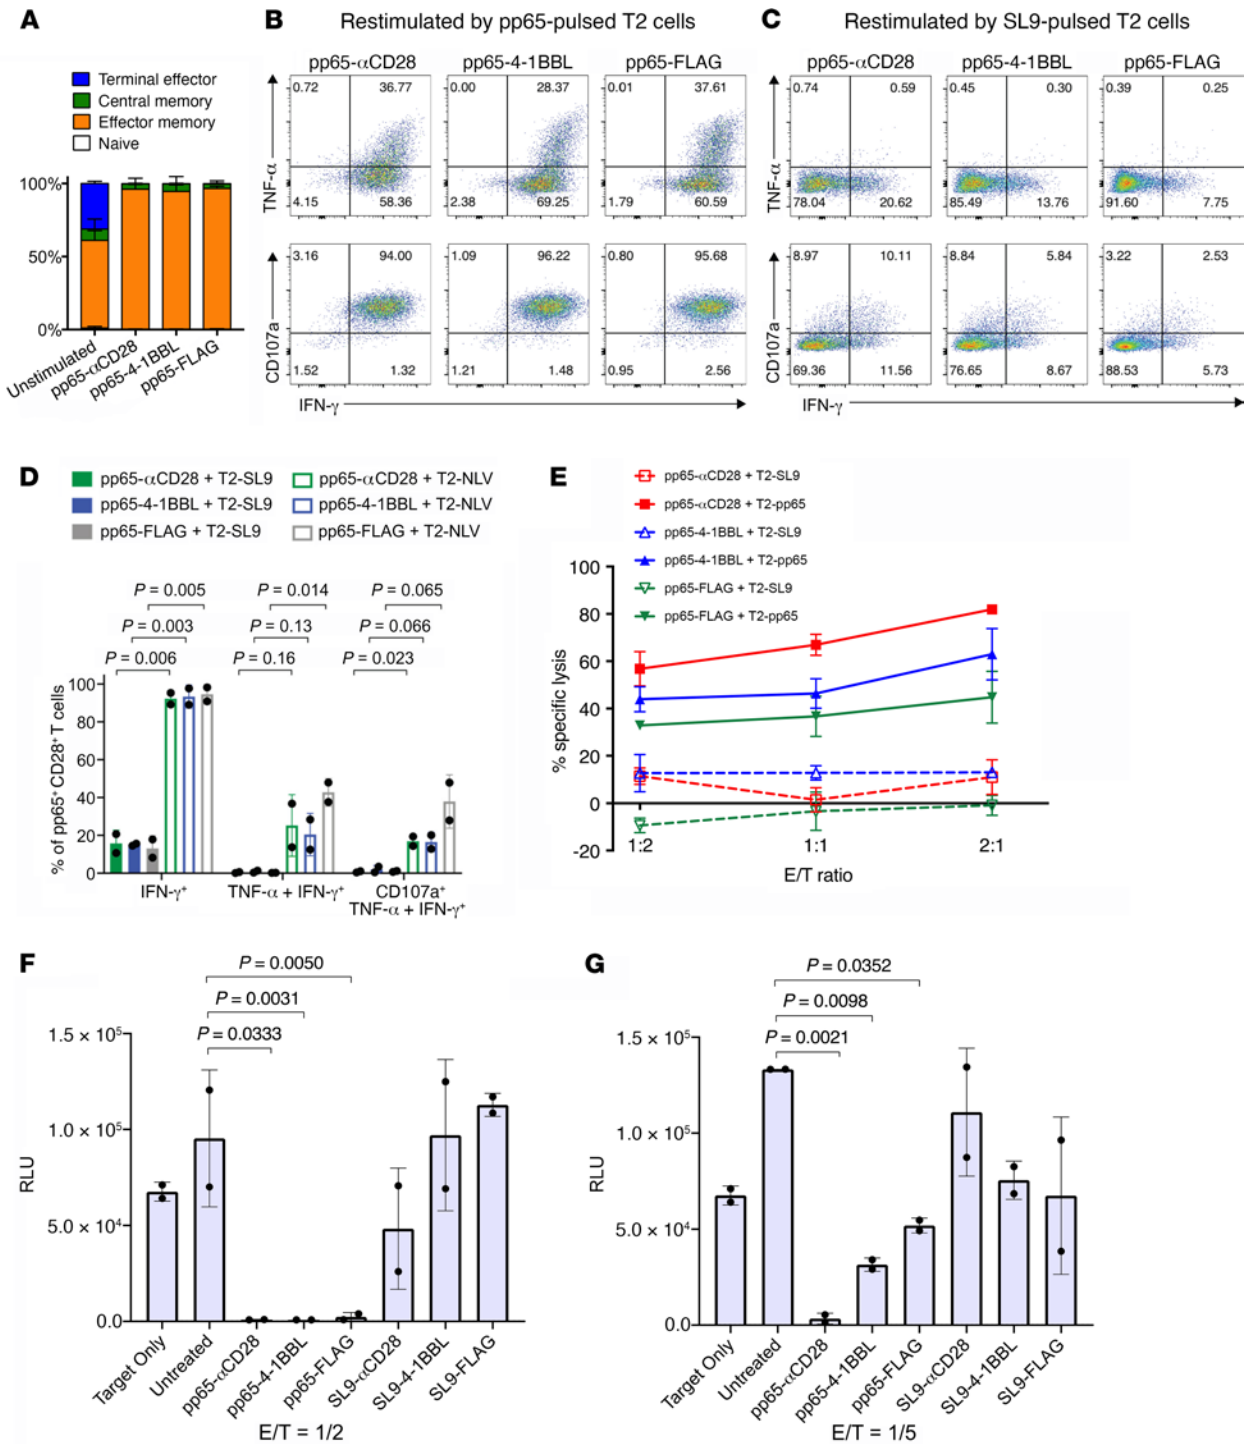 A
Terminal effector
Central memory
Effector memory
Naive
100%
50%
0%
Unstimulated
pp65-αCD28
pp65-4-1BBL
pp65-FLAG
B Restimulated by pp65-pulsed T2 cells
pp65-αCD28 pp65-4-1BBL pp65-FLAG
TNF-α
0.72 36.77 0.00 28.37 0.01 37.61
4.15 58.36 2.38 69.25 1.79 60.59
CD107a
3.16 94.00 1.09 96.22 0.80 95.68
1.52 1.32 1.21 1.48 0.95 2.56
IFN-γ
C Restimulated by SL9-pulsed T2 cells
pp65-αCD28 pp65-4-1BBL pp65-FLAG
TNF-α
0.74 0.59 0.45 0.30 0.39 0.25
78.04 20.62 85.49 13.76 91.60 7.75
CD107a
8.97 10.11 8.84 5.84 3.22 2.53
69.36 11.56 76.65 8.67 88.53 5.73
IFN-γ
D
pp65-αCD28 + T2-SL9 pp65-αCD28 + T2-NLV
pp65-4-1BBL + T2-SL9 pp65-4-1BBL + T2-NLV
pp65-FLAG + T2-SL9 pp65-FLAG + T2-NLV
P = 0.005 P = 0.014 P = 0.065
P = 0.003 P = 0.13 P = 0.066
P = 0.006 P = 0.16 P = 0.023
% of pp65⁺ CD28⁺ T cells
100
80
60
40
20
0
IFN-γ⁺ TNF-α + IFN-γ⁺ CD107a⁺
TNF-α + IFN-γ⁺
E
pp65-αCD28 + T2-SL9
pp65-αCD28 + T2-pp65
pp65-4-1BBL + T2-SL9
pp65-4-1BBL + T2-pp65
pp65-FLAG + T2-SL9
pp65-FLAG + T2-pp65
% specific lysis
100
80
60
40
20
0
-20
1:2 1:1 2:1
E/T ratio
F
P = 0.0050
P = 0.0031
P = 0.0333
RLU
1.5 × 10⁵
1.0 × 10⁵
5.0 × 10⁴
0.0
Target Only
Untreated
pp65-αCD28
pp65-4-1BBL
pp65-FLAG
SL9-αCD28
SL9-4-1BBL
SL9-FLAG
E/T = 1/2
G
P = 0.0352
P = 0.0098
P = 0.0021
RLU
1.5 × 10⁵
1.0 × 10⁵
5.0 × 10⁴
0.0
Target Only
Untreated
pp65-αCD28
pp65-4-1BBL
pp65-FLAG
SL9-αCD28
SL9-4-1BBL
SL9-FLAG
E/T = 1/5